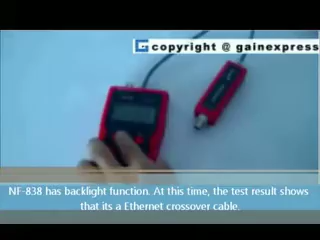 copyright @ gainexpress
NF-838 has backlight function. At this time, the test result shows
that its a Ethernet crossover cable.